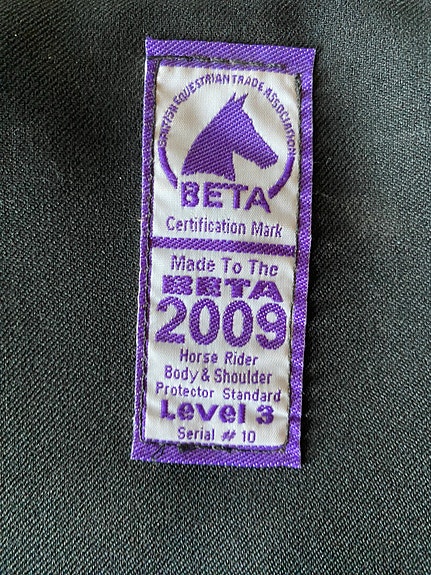 BRITISH EQUESTRIAN TRADE ASSOCIATION
BETA
Certification Mark
Made To The
BETA
2009
Horse Rider
Body & Shoulder
Protector Standard
Level 3
Serial # 10